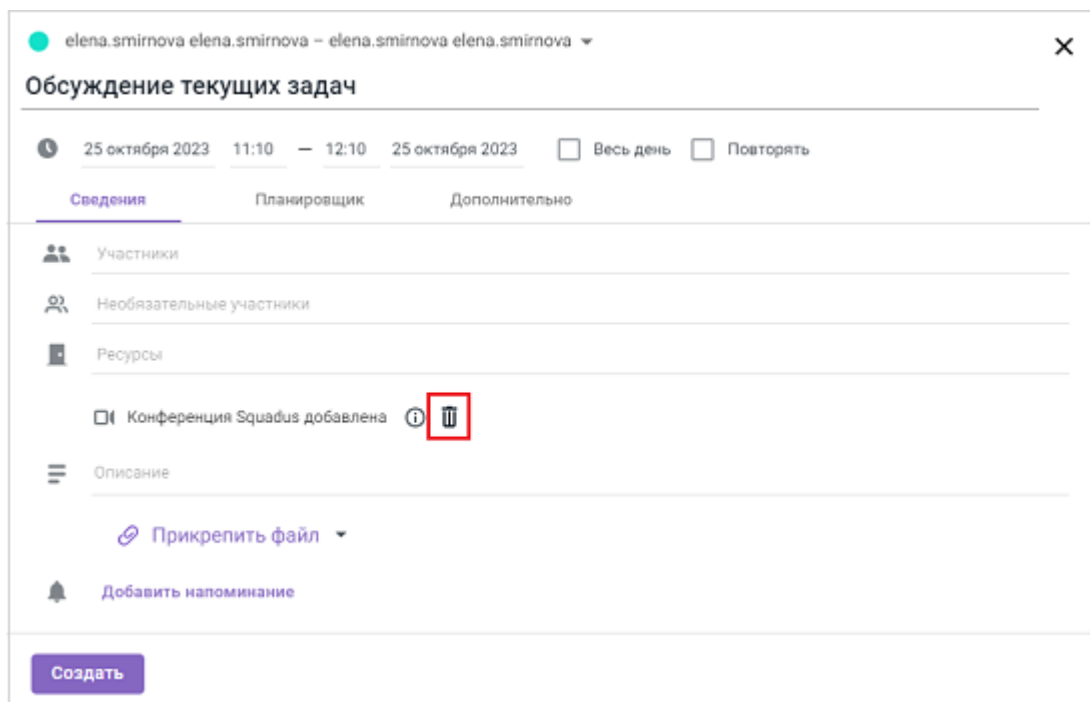 elena.smirnova elena.smirnova – elena.smirnova elena.smirnova
Обсуждение текущих задач
25 октября 2023 11:10 — 12:10 25 октября 2023 Весь день Повторять
Сведения Планировщик Дополнительно
Участники
Необязательные участники
Ресурсы
Конференция Squadus добавлена
Описание
Прикрепить файл
Добавить напоминание
Создать